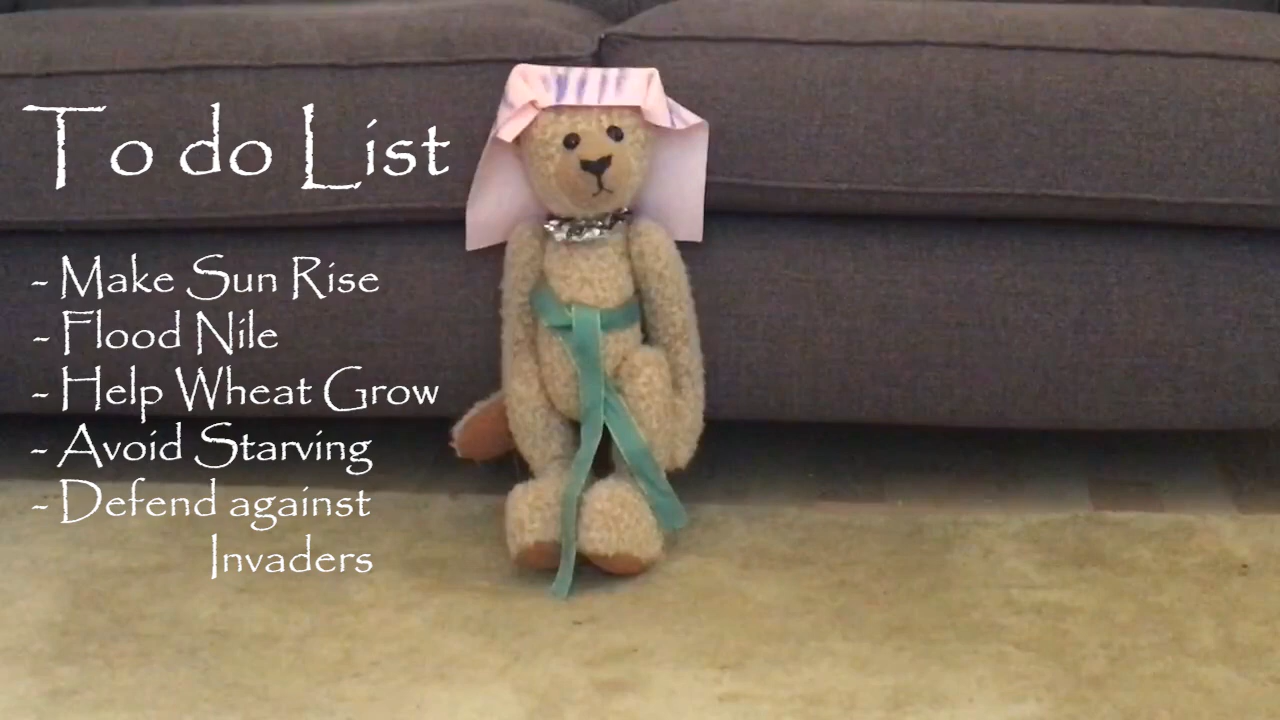 To do List
- Make Sun Rise
- Flood Nile
- Help Wheat Grow
- Avoid Starving
- Defend against
Invaders